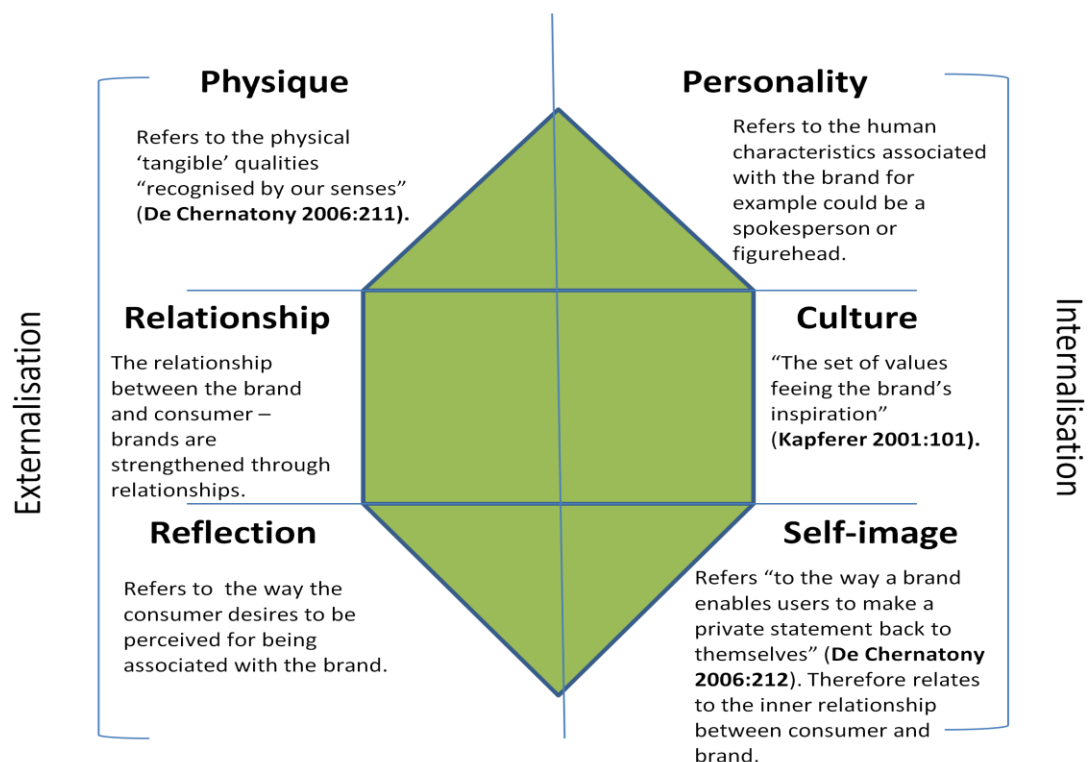 Physique
Refers to the physical
‘tangible’ qualities
“recognised by our senses”
(De Chernatony 2006:211).
Personality
Refers to the human
characteristics associated
with the brand for
example could be a
spokesperson or
figurehead.
Externalisation
Relationship
The relationship
between the brand
and consumer –
brands are
strengthened through
relationships.
Culture
“The set of values
feeing the brand’s
inspiration”
(Kapferer 2001:101).
Internalisation
Reflection
Refers to  the way the
consumer desires to be
perceived for being
associated with the brand.
Self-image
Refers “to the way a brand
enables users to make a
private statement back to
themselves” (De Chernatony
2006:212). Therefore relates
to the inner relationship
between consumer and
brand.